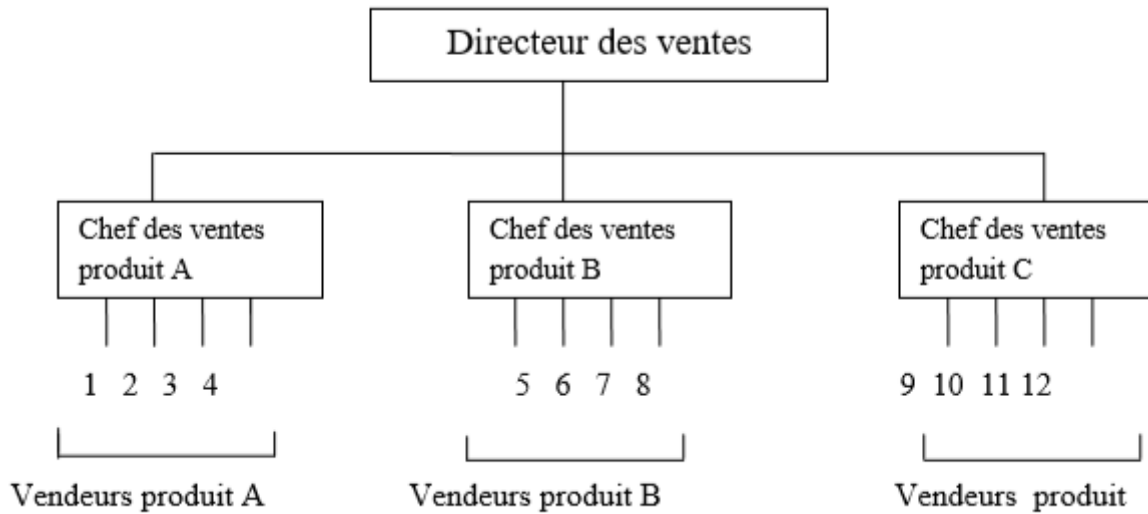 Directeur des ventes
Chef des ventes
produit A
Chef des ventes
produit B
Chef des ventes
produit C
1 2 3 4
5 6 7 8
9 10 11 12
Vendeurs produit A
Vendeurs produit B
Vendeurs produit